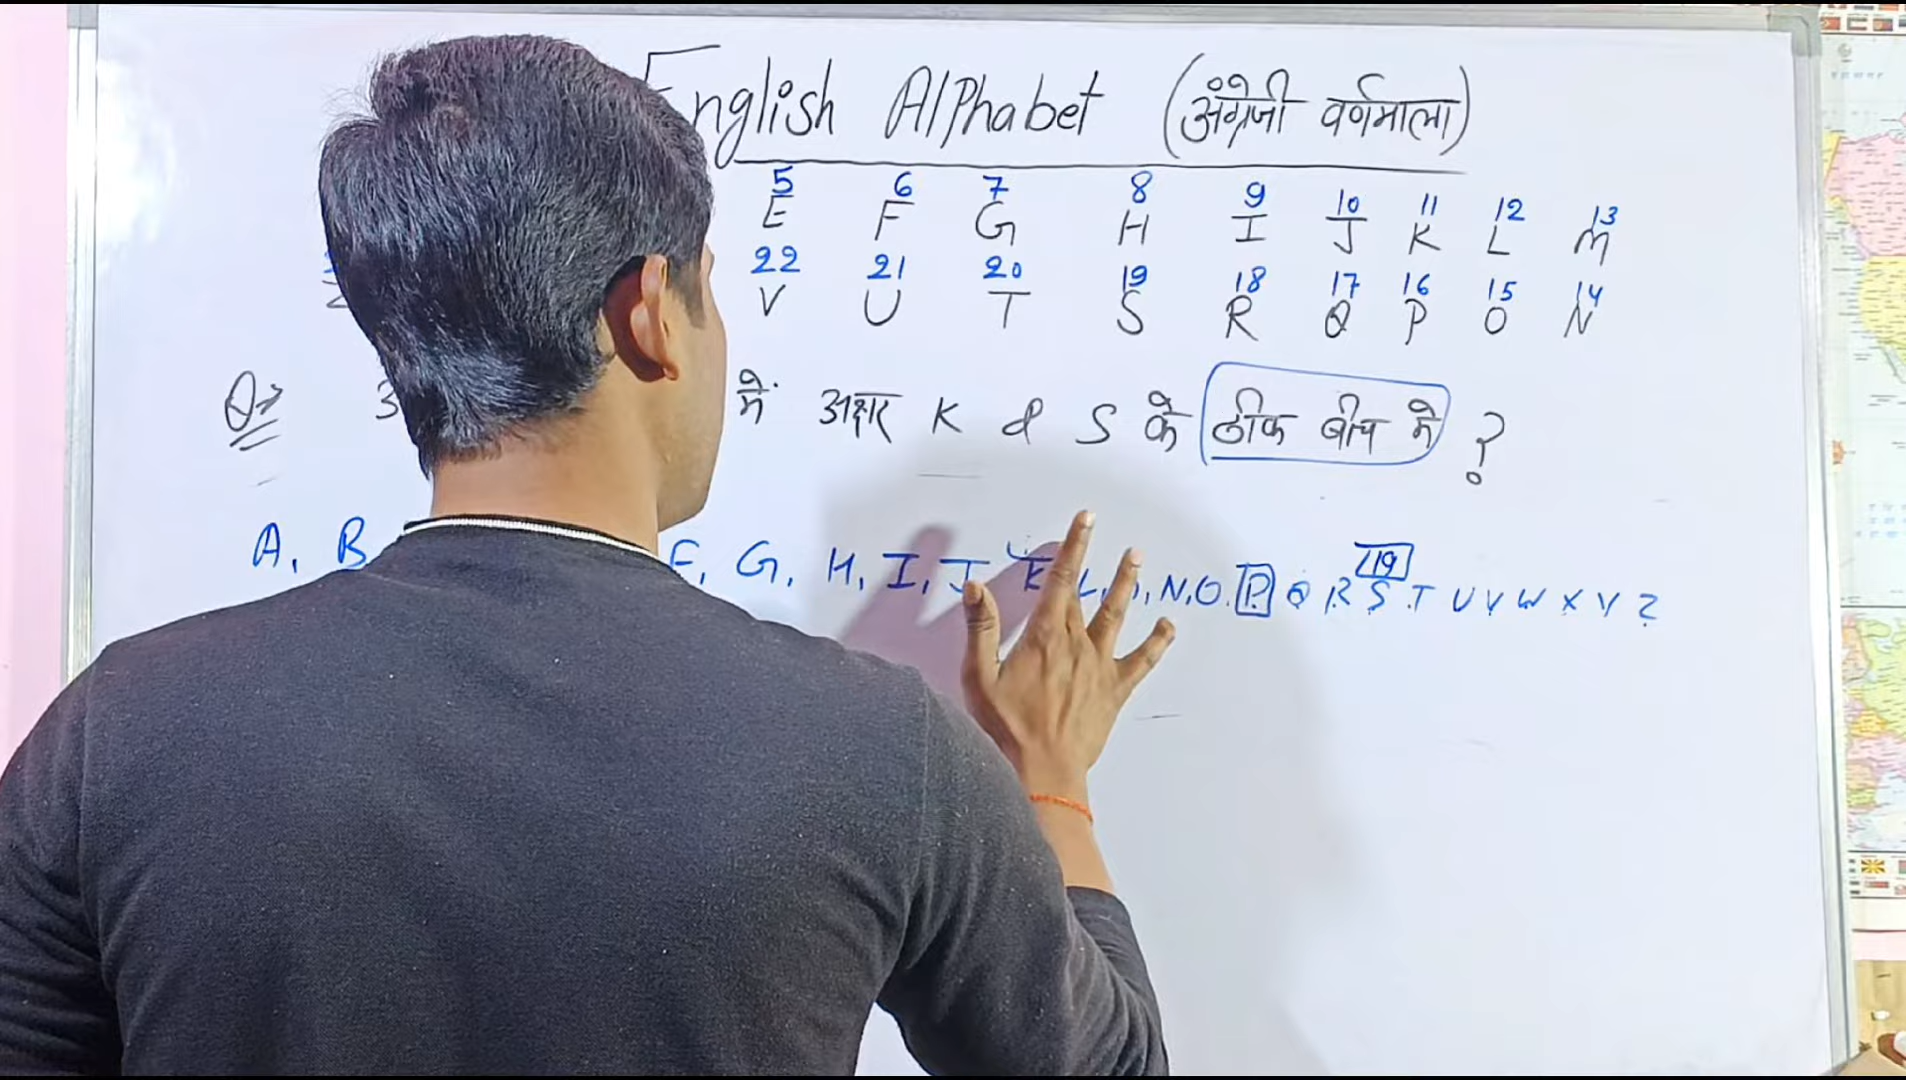 English Alphabet (अंग्रेजी वर्णमाला)
5 6 7 8 9 10 11 12 13
E F G H I J K L M
22 21 20 19 18 17 16 15 14
V U T S R Q P O N
Q→ में अक्षर K & S के ठीक बीच में ?
19
A, B F, G, H, I, J K L, N, O. P Q R S T U V W X Y Z